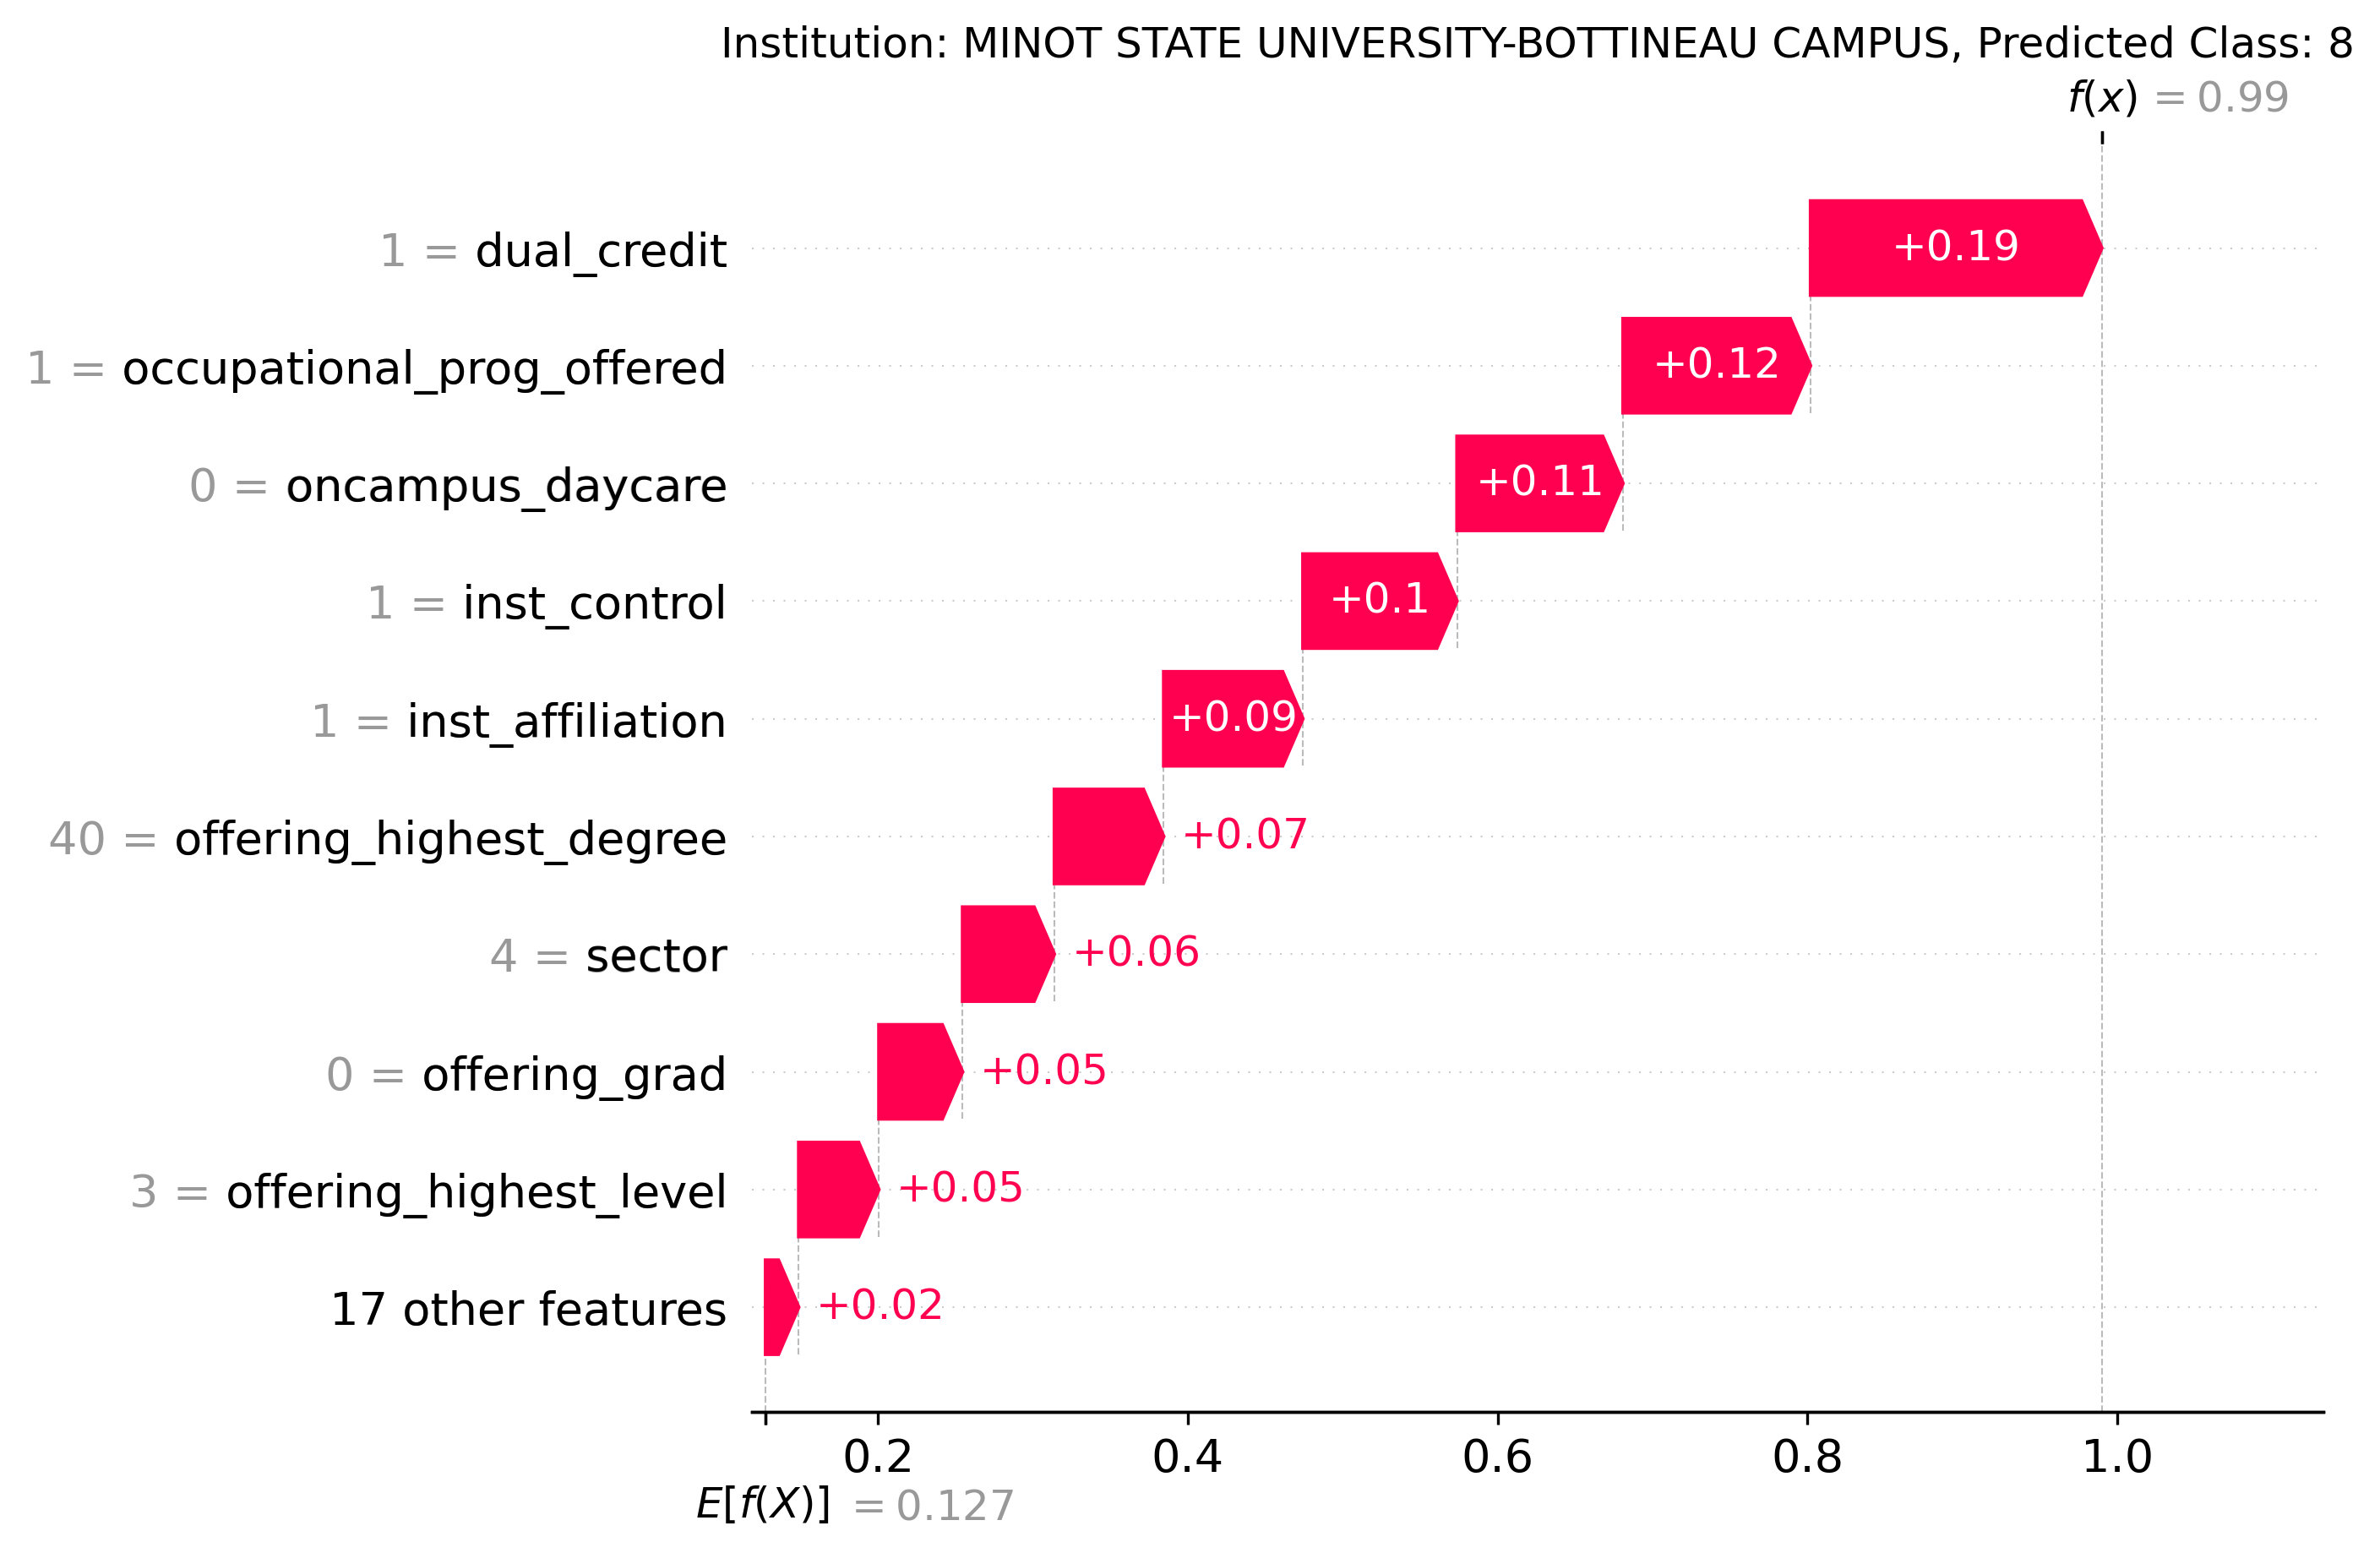 Institution: MINOT STATE UNIVERSITY-BOTTINEAU CAMPUS, Predicted Class: 8
f(x) = 0.99
1 = dual_credit +0.19
1 = occupational_prog_offered +0.12
0 = oncampus_daycare +0.11
1 = inst_control +0.1
1 = inst_affiliation +0.09
40 = offering_highest_degree +0.07
4 = sector +0.06
0 = offering_grad +0.05
3 = offering_highest_level +0.05
17 other features +0.02
0.2 0.4 0.6 0.8 1.0
E[f(X)] = 0.127